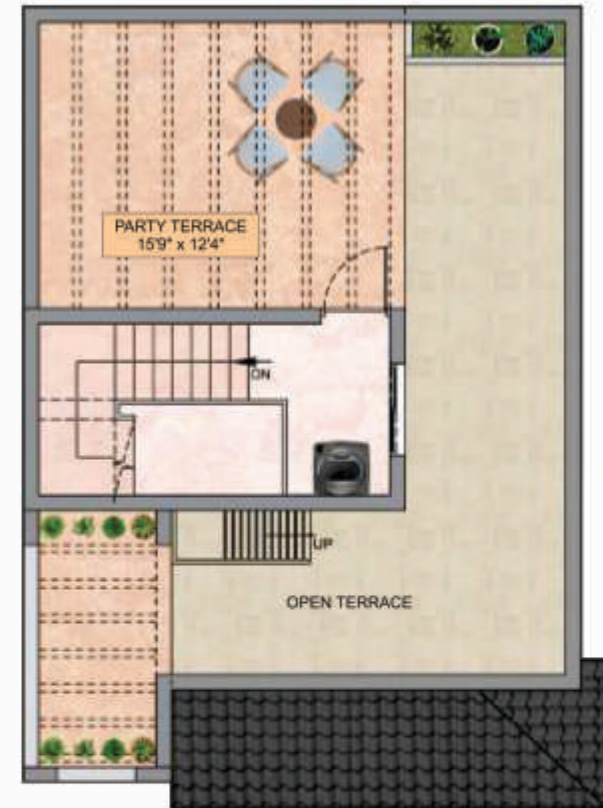 PARTY TERRACE
15'9" x 12'4"
DN
UP
OPEN TERRACE